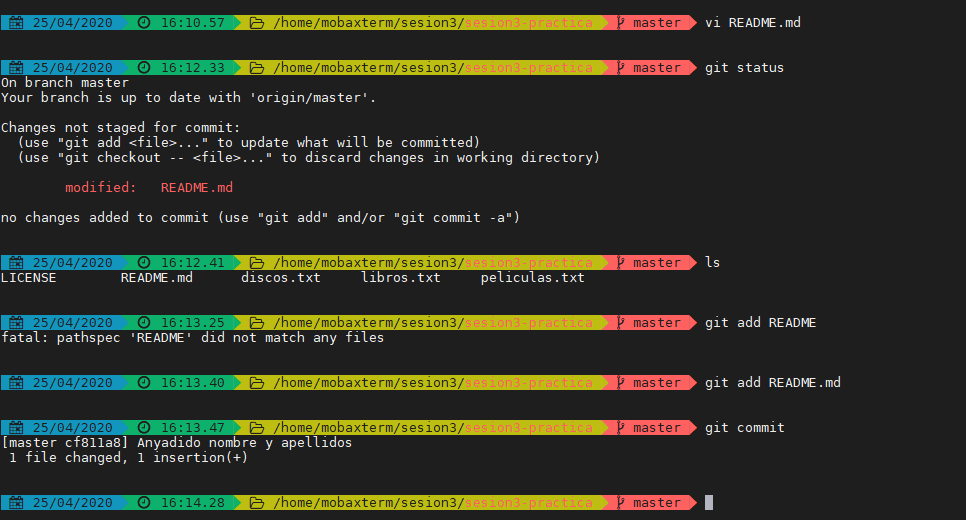 25/04/2020 16:10.57 /home/mobaxterm/sesion3/sesion3-practica master vi README.md
25/04/2020 16:12.33 /home/mobaxterm/sesion3/sesion3-practica master git status
On branch master
Your branch is up to date with 'origin/master'.
Changes not staged for commit:
(use "git add <file>..." to update what will be committed)
(use "git checkout -- <file>..." to discard changes in working directory)
modified: README.md
no changes added to commit (use "git add" and/or "git commit -a")
25/04/2020 16:12.41 /home/mobaxterm/sesion3/sesion3-practica master ls
LICENSE README.md discos.txt libros.txt peliculas.txt
25/04/2020 16:13.25 /home/mobaxterm/sesion3/sesion3-practica master git add README
fatal: pathspec 'README' did not match any files
25/04/2020 16:13.40 /home/mobaxterm/sesion3/sesion3-practica master git add README.md
25/04/2020 16:13.47 /home/mobaxterm/sesion3/sesion3-practica master git commit
[master cf811a8] Anyadido nombre y apellidos
1 file changed, 1 insertion(+)
25/04/2020 16:14.28 /home/mobaxterm/sesion3/sesion3-practica master